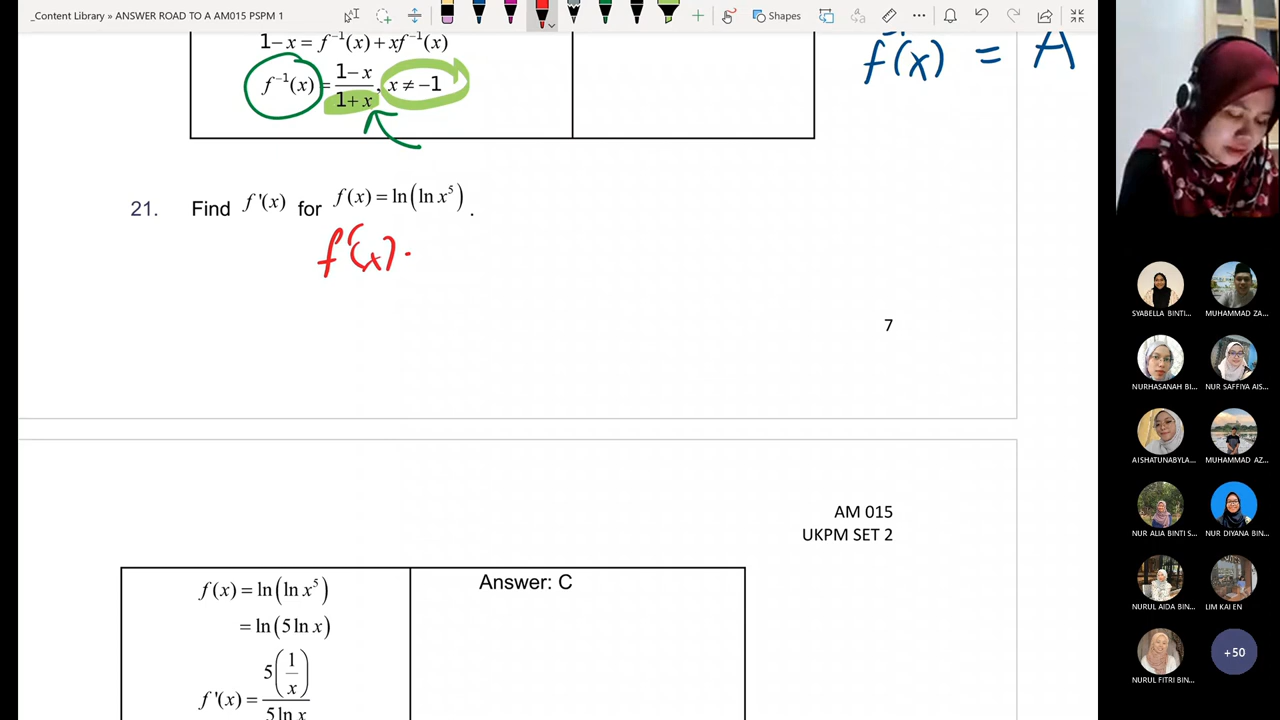 _Content Library » ANSWER ROAD TO A AM015 PSPM 1
Shapes
1−x = f⁻¹(x) + xf⁻¹(x)
f⁻¹(x) = (1−x)/(1+x), x ≠ −1
f(x) = A
21. Find f'(x) for f(x) = ln(ln x⁵).
f'(x)
7
AM 015
UKPM SET 2
f(x) = ln(ln x⁵)
= ln(5 ln x)
f'(x) = 5(1/x)/(5 ln x)
Answer: C
SYABELLA BINTI...
MUHAMMAD ZA...
NURHASANAH BI...
NUR SAFFIYA AIS...
AISHATUNABYLA...
MUHAMMAD AZ...
NUR ALIA BINTI S...
NUR DIYANA BIN...
NURUL AIDA BIN...
LIM KAI EN
NURUL FITRI BIN...
+50